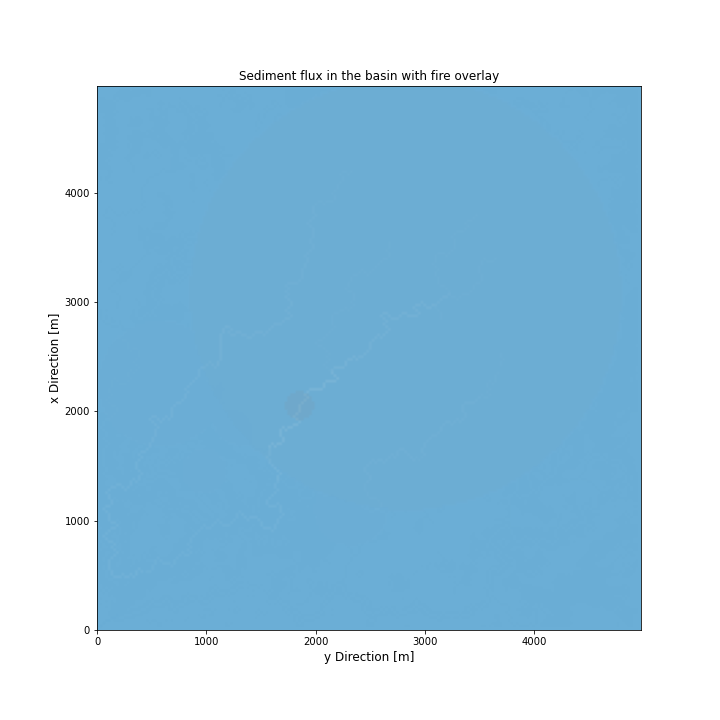 Sediment flux in the basin with fire overlay
4000
3000
2000
1000
0
x Direction [m]
0 1000 2000 3000 4000
y Direction [m]